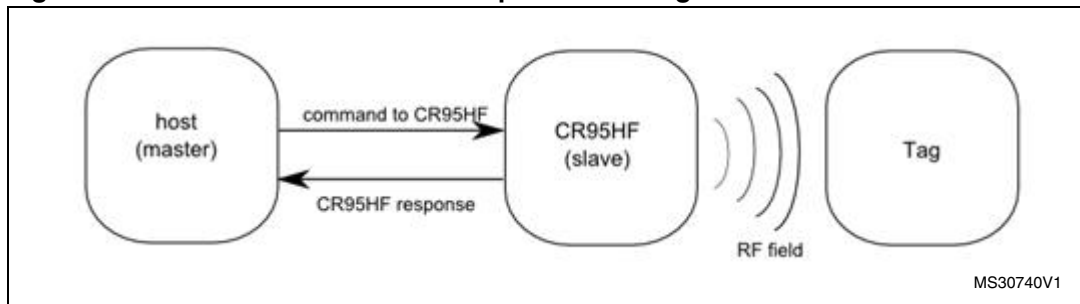 host
(master)
command to CR95HF
CR95HF response
CR95HF
(slave)
RF field
Tag
MS30740V1